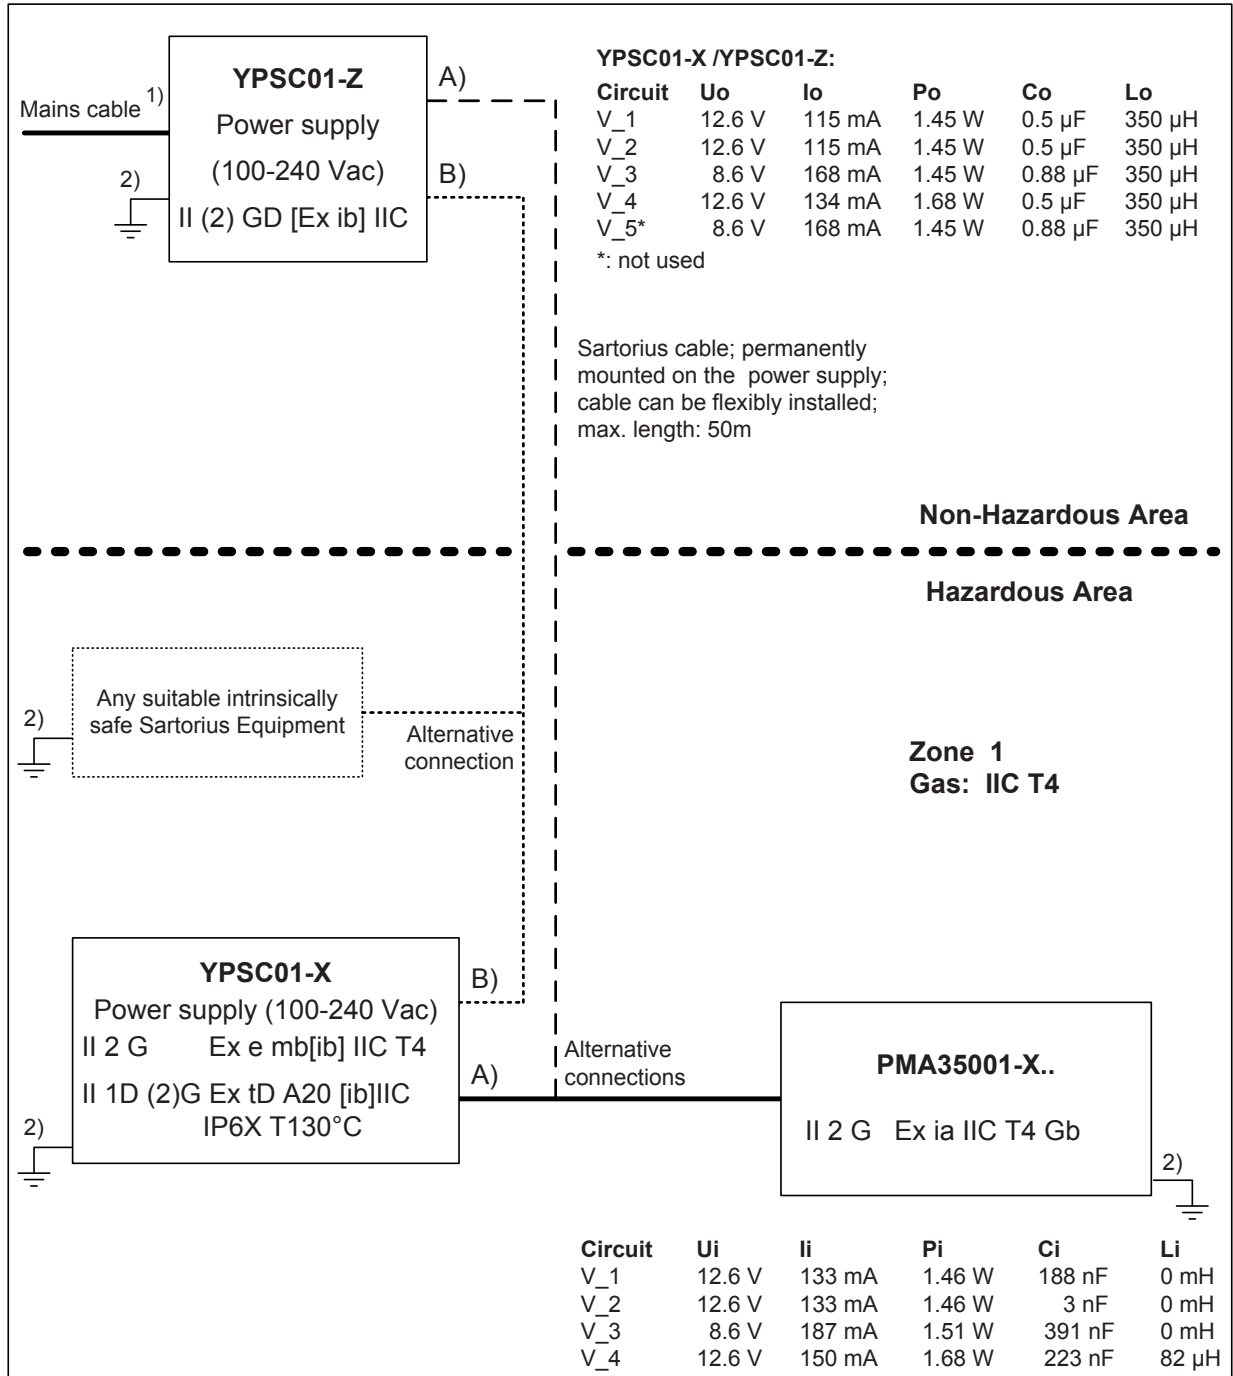 YPSC01-Z
Power supply
(100-240 Vac)
II (2) GD [Ex ib] IIC
Mains cable 1)
2)
A)
B)
YPSC01-X /YPSC01-Z:
Circuit Uo Io Po Co Lo
V_1 12.6 V 115 mA 1.45 W 0.5 µF 350 µH
V_2 12.6 V 115 mA 1.45 W 0.5 µF 350 µH
V_3 8.6 V 168 mA 1.45 W 0.88 µF 350 µH
V_4 12.6 V 134 mA 1.68 W 0.5 µF 350 µH
V_5* 8.6 V 168 mA 1.45 W 0.88 µF 350 µH
*: not used
Sartorius cable; permanently
mounted on the power supply;
cable can be flexibly installed;
max. length: 50m
Non-Hazardous Area
Hazardous Area
Any suitable intrinsically
safe Sartorius Equipment
2)
Alternative
connection
Zone 1
Gas: IIC T4
YPSC01-X
Power supply (100-240 Vac)
II 2 G Ex e mb[ib] IIC T4
II 1D (2)G Ex tD A20 [ib]IIC
IP6X T130°C
B)
A)
2)
Alternative
connections
PMA35001-X..
II 2 G Ex ia IIC T4 Gb
2)
Circuit Ui Ii Pi Ci Li
V_1 12.6 V 133 mA 1.46 W 188 nF 0 mH
V_2 12.6 V 133 mA 1.46 W 3 nF 0 mH
V_3 8.6 V 187 mA 1.51 W 391 nF 0 mH
V_4 12.6 V 150 mA 1.68 W 223 nF 82 µH